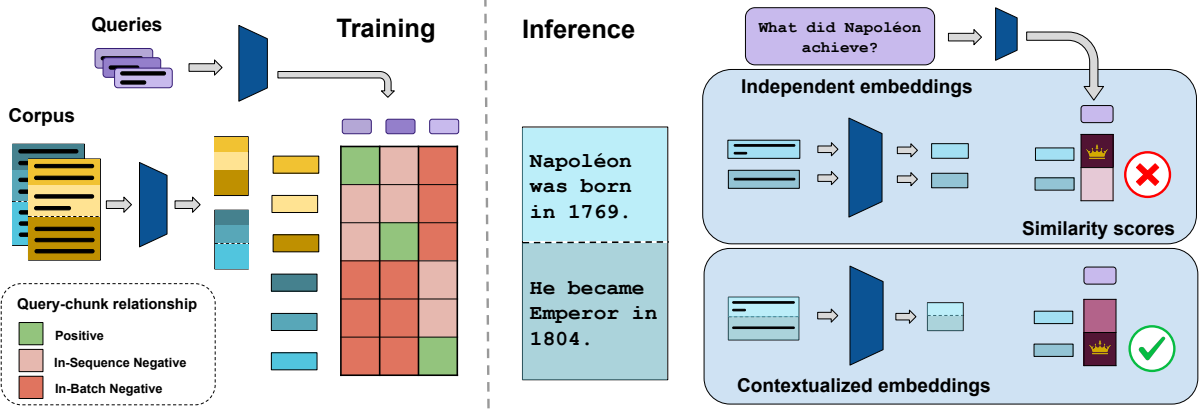 Queries
Training
Corpus
Query-chunk relationship
Positive
In-Sequence Negative
In-Batch Negative
Inference
Napoléon
was born
in 1769.
He became
Emperor in
1804.
What did Napoléon
achieve?
Independent embeddings
Similarity scores
Contextualized embeddings